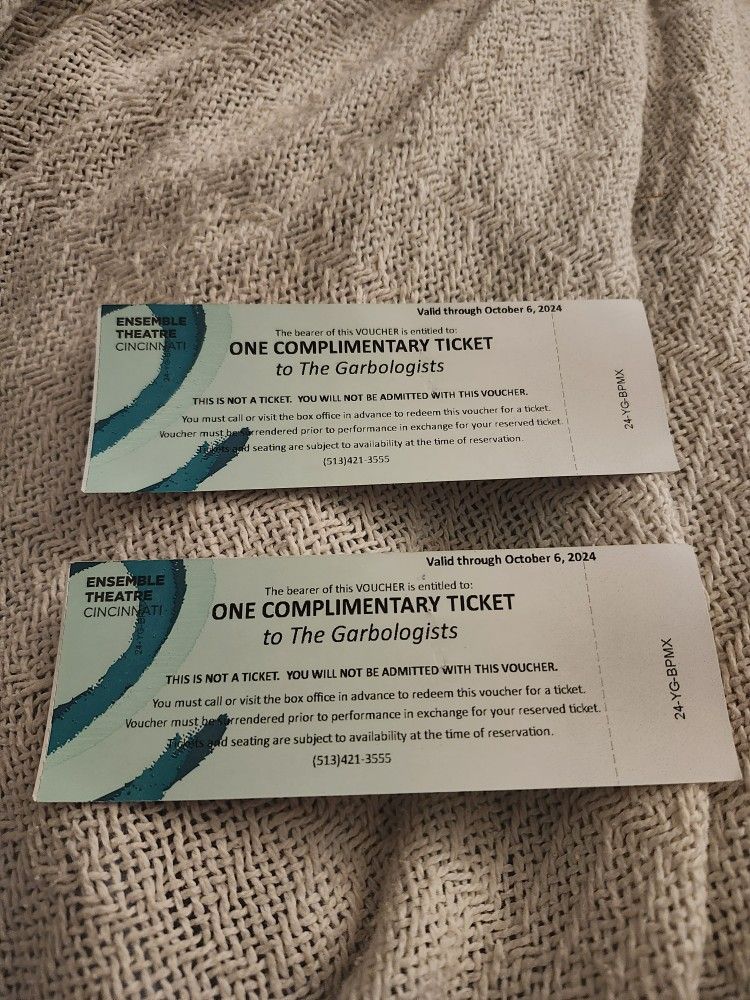 ENSEMBLE
THEATRE
CINCINNATI
Valid through October 6, 2024
The bearer of this VOUCHER is entitled to:
ONE COMPLIMENTARY TICKET
to The Garbologists
THIS IS NOT A TICKET. YOU WILL NOT BE ADMITTED WITH THIS VOUCHER.
You must call or visit the box office in advance to redeem this voucher for a ticket.
Voucher must be surrendered prior to performance in exchange for your reserved ticket.
Tickets and seating are subject to availability at the time of reservation.
(513)421-3555
24-YG-BPMX
ENSEMBLE
THEATRE
CINCINNATI
24-YG-B
Valid through October 6, 2024
The bearer of this VOUCHER is entitled to:
ONE COMPLIMENTARY TICKET
to The Garbologists
THIS IS NOT A TICKET. YOU WILL NOT BE ADMITTED WITH THIS VOUCHER.
You must call or visit the box office in advance to redeem this voucher for a ticket.
Voucher must be surrendered prior to performance in exchange for your reserved ticket.
Tickets and seating are subject to availability at the time of reservation.
(513)421-3555
24-YG-BPMX